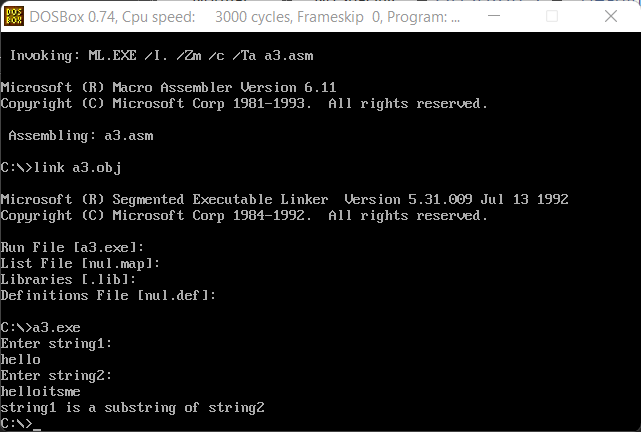 DOS BOX DOSBox 0.74, Cpu speed: 3000 cycles, Frameskip 0, Program: ...
Invoking: ML.EXE /I. /Zm /c /Ta a3.asm
Microsoft (R) Macro Assembler Version 6.11
Copyright (C) Microsoft Corp 1981-1993. All rights reserved.
Assembling: a3.asm
C:\>link a3.obj
Microsoft (R) Segmented Executable Linker Version 5.31.009 Jul 13 1992
Copyright (C) Microsoft Corp 1984-1992. All rights reserved.
Run File [a3.exe]:
List File [nul.map]:
Libraries [.lib]:
Definitions File [nul.def]:
C:\>a3.exe
Enter string1:
hello
Enter string2:
helloitsme
string1 is a substring of string2
C:\>_